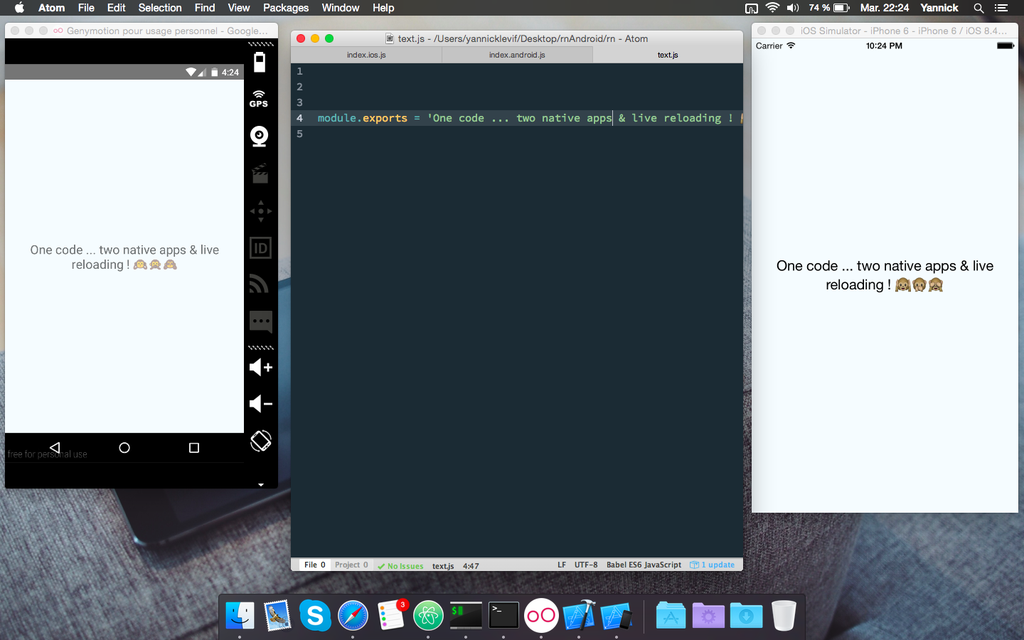 Atom File Edit Selection Find View Packages Window Help 74 % Mar. 22:24 Yannick
Genymotion pour usage personnel - Google...
4:24
GPS
ID
One code ... two native apps & live
reloading ! 🙈🙊🙈
free for personal use
text.js - /Users/yannicklevif/Desktop/rnAndroid/rn - Atom
index.ios.js index.android.js text.js
1
2
3
4 module.exports = 'One code ... two native apps & live reloading !
5
File 0 Project 0 No Issues text.js 4:47 LF UTF-8 Babel ES6 JavaScript 1 update
iOS Simulator - iPhone 6 - iPhone 6 / iOS 8.4...
Carrier 10:24 PM
One code ... two native apps & live
reloading ! 🙈🙊🙈
3
$
>_